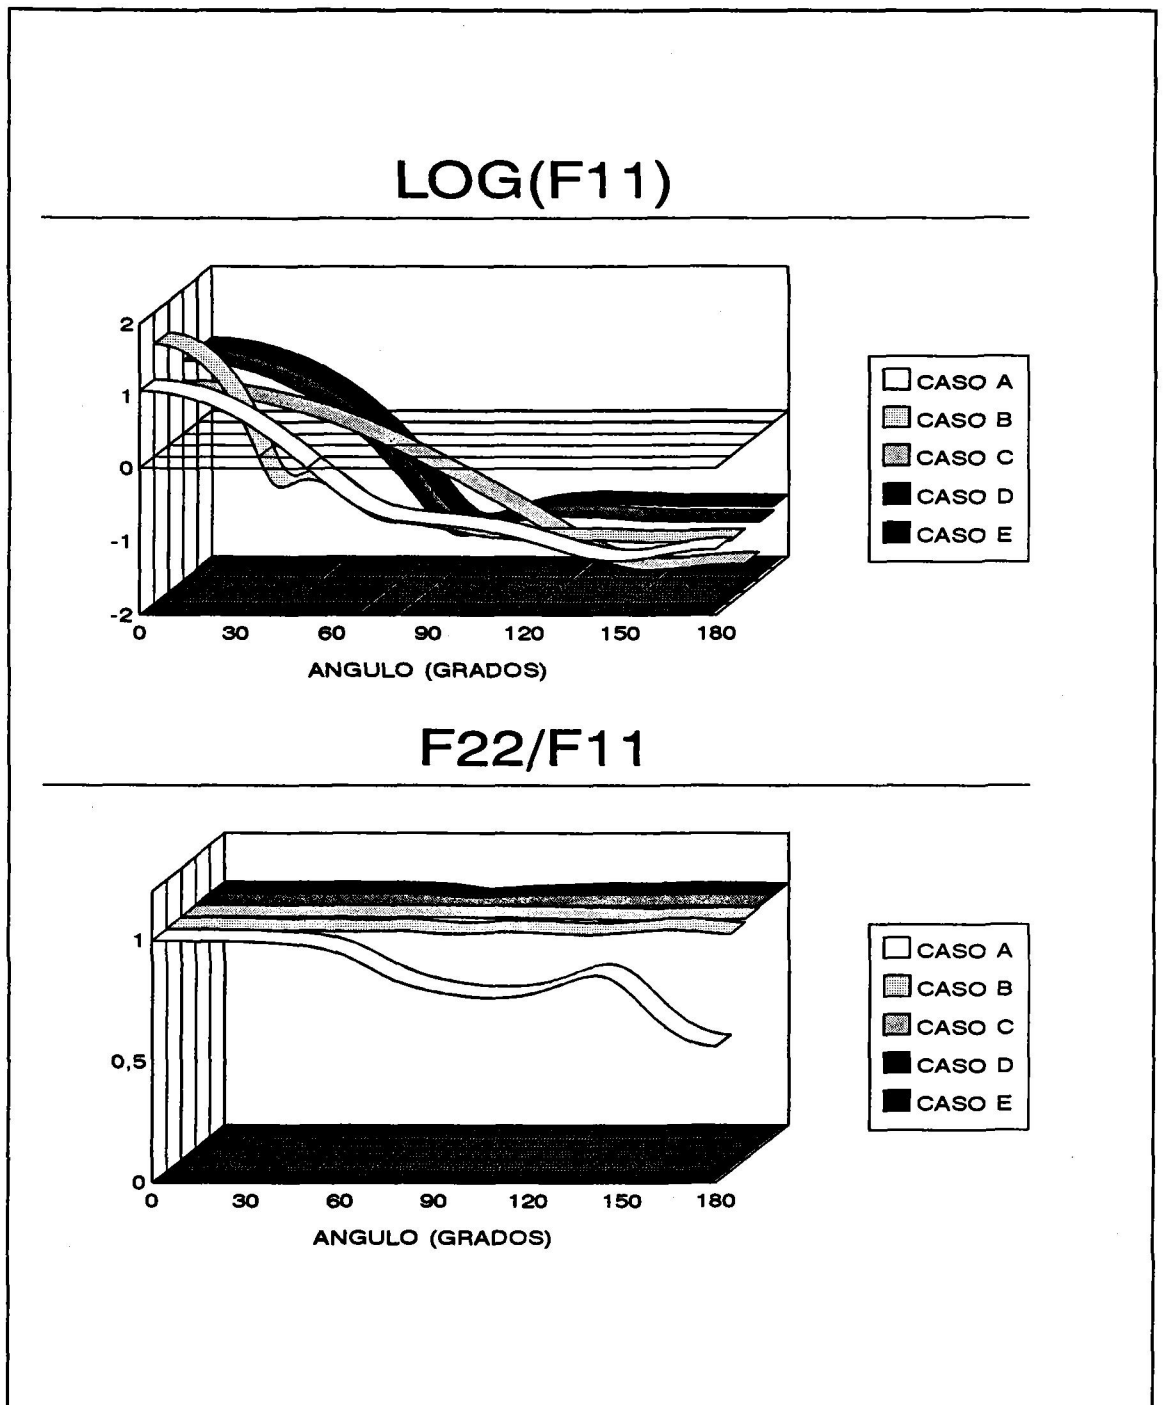 LOG(F11)
2
1
0
-1
-2
0 30 60 90 120 150 180
ANGULO (GRADOS)
CASO A
CASO B
CASO C
CASO D
CASO E
F22/F11
1
0,5
0
0 30 60 90 120 150 180
ANGULO (GRADOS)
CASO A
CASO B
CASO C
CASO D
CASO E